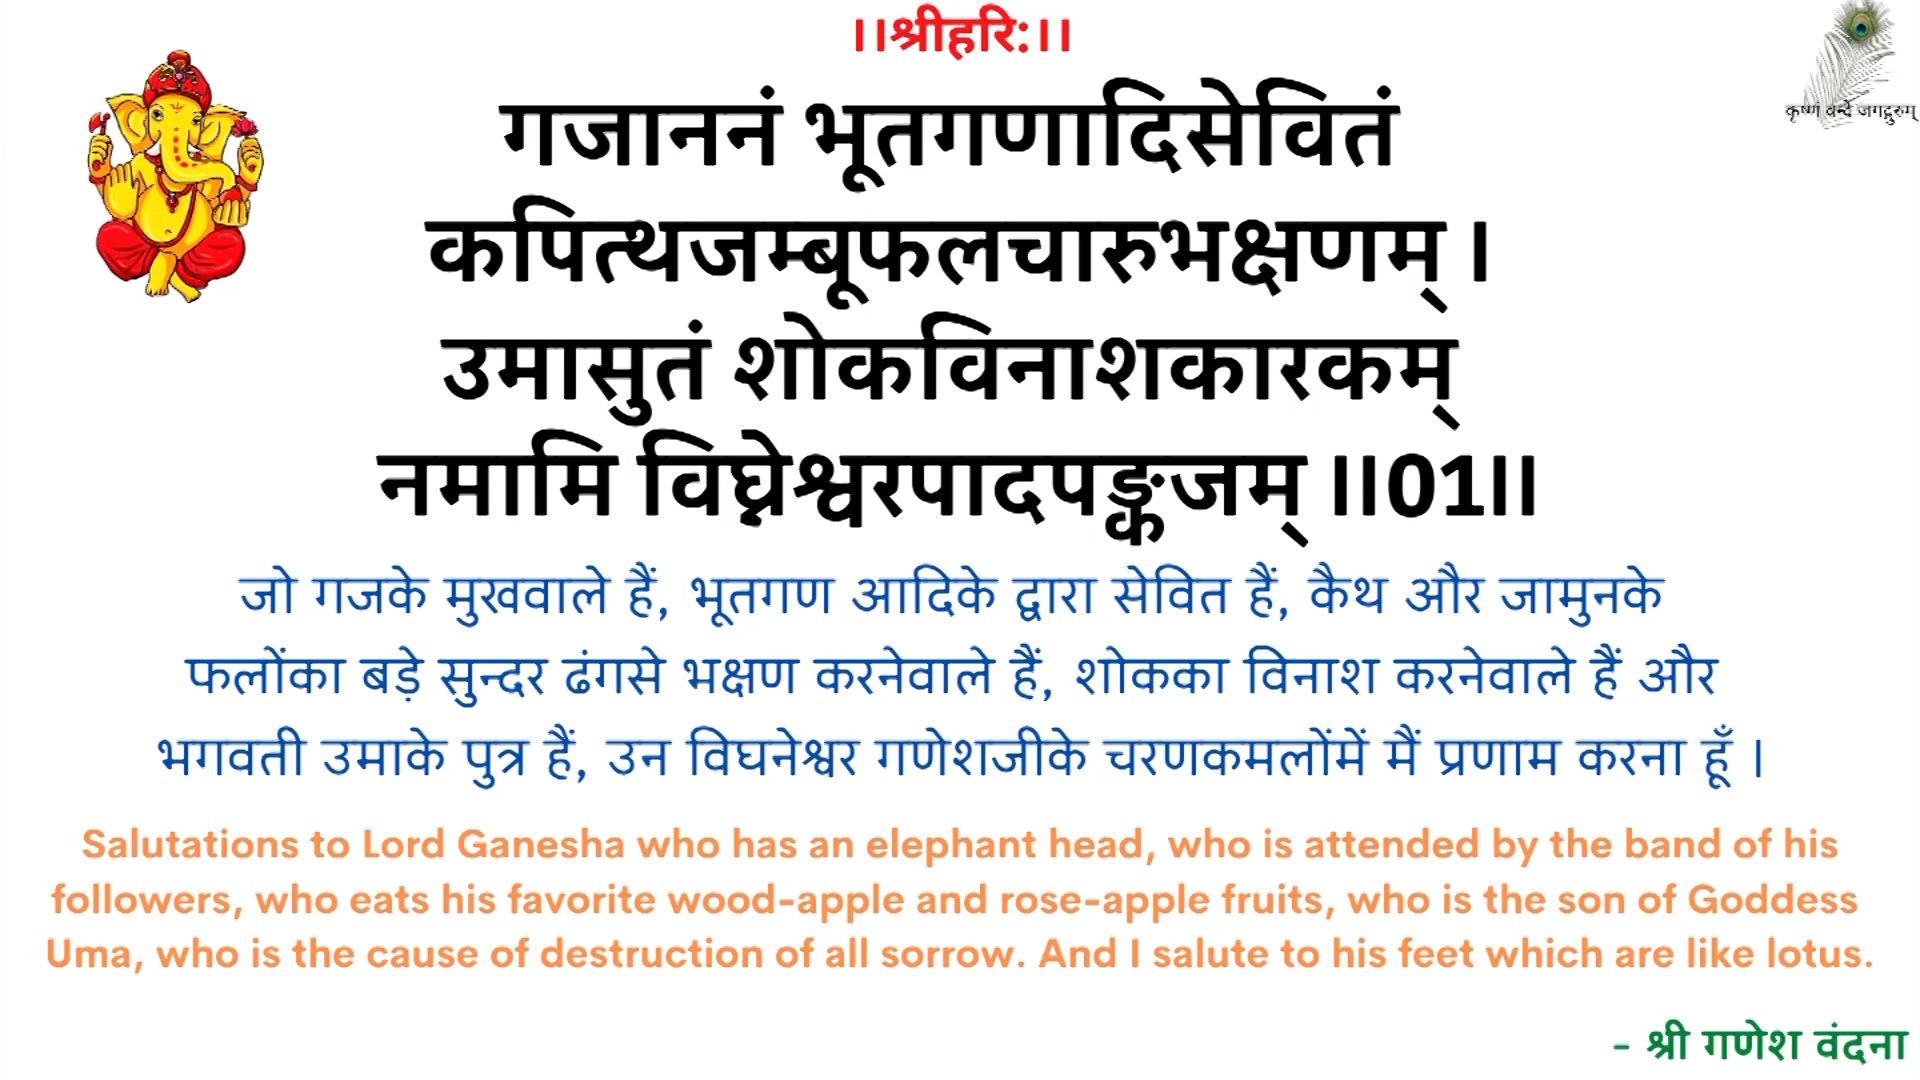 ।।श्रीहरि:।।
कृष्णं वन्दे जगद्गुरुम्
गजाननं भूतगणादिसेवितं
कपित्थजम्बूफलचारुभक्षणम् ।
उमासुतं शोकविनाशकारकम्
नमामि विघ्नेश्वरपादपङ्कजम् ।।01।।
जो गजके मुखवाले हैं, भूतगण आदिके द्वारा सेवित हैं, कैथ और जामुनके
फलोंका बड़े सुन्दर ढंगसे भक्षण करनेवाले हैं, शोकका विनाश करनेवाले हैं और
भगवती उमाके पुत्र हैं, उन विघनेश्वर गणेशजीके चरणकमलोंमें मैं प्रणाम करना हूँ ।
Salutations to Lord Ganesha who has an elephant head, who is attended by the band of his
followers, who eats his favorite wood-apple and rose-apple fruits, who is the son of Goddess
Uma, who is the cause of destruction of all sorrow. And I salute to his feet which are like lotus.
- श्री गणेश वंदना